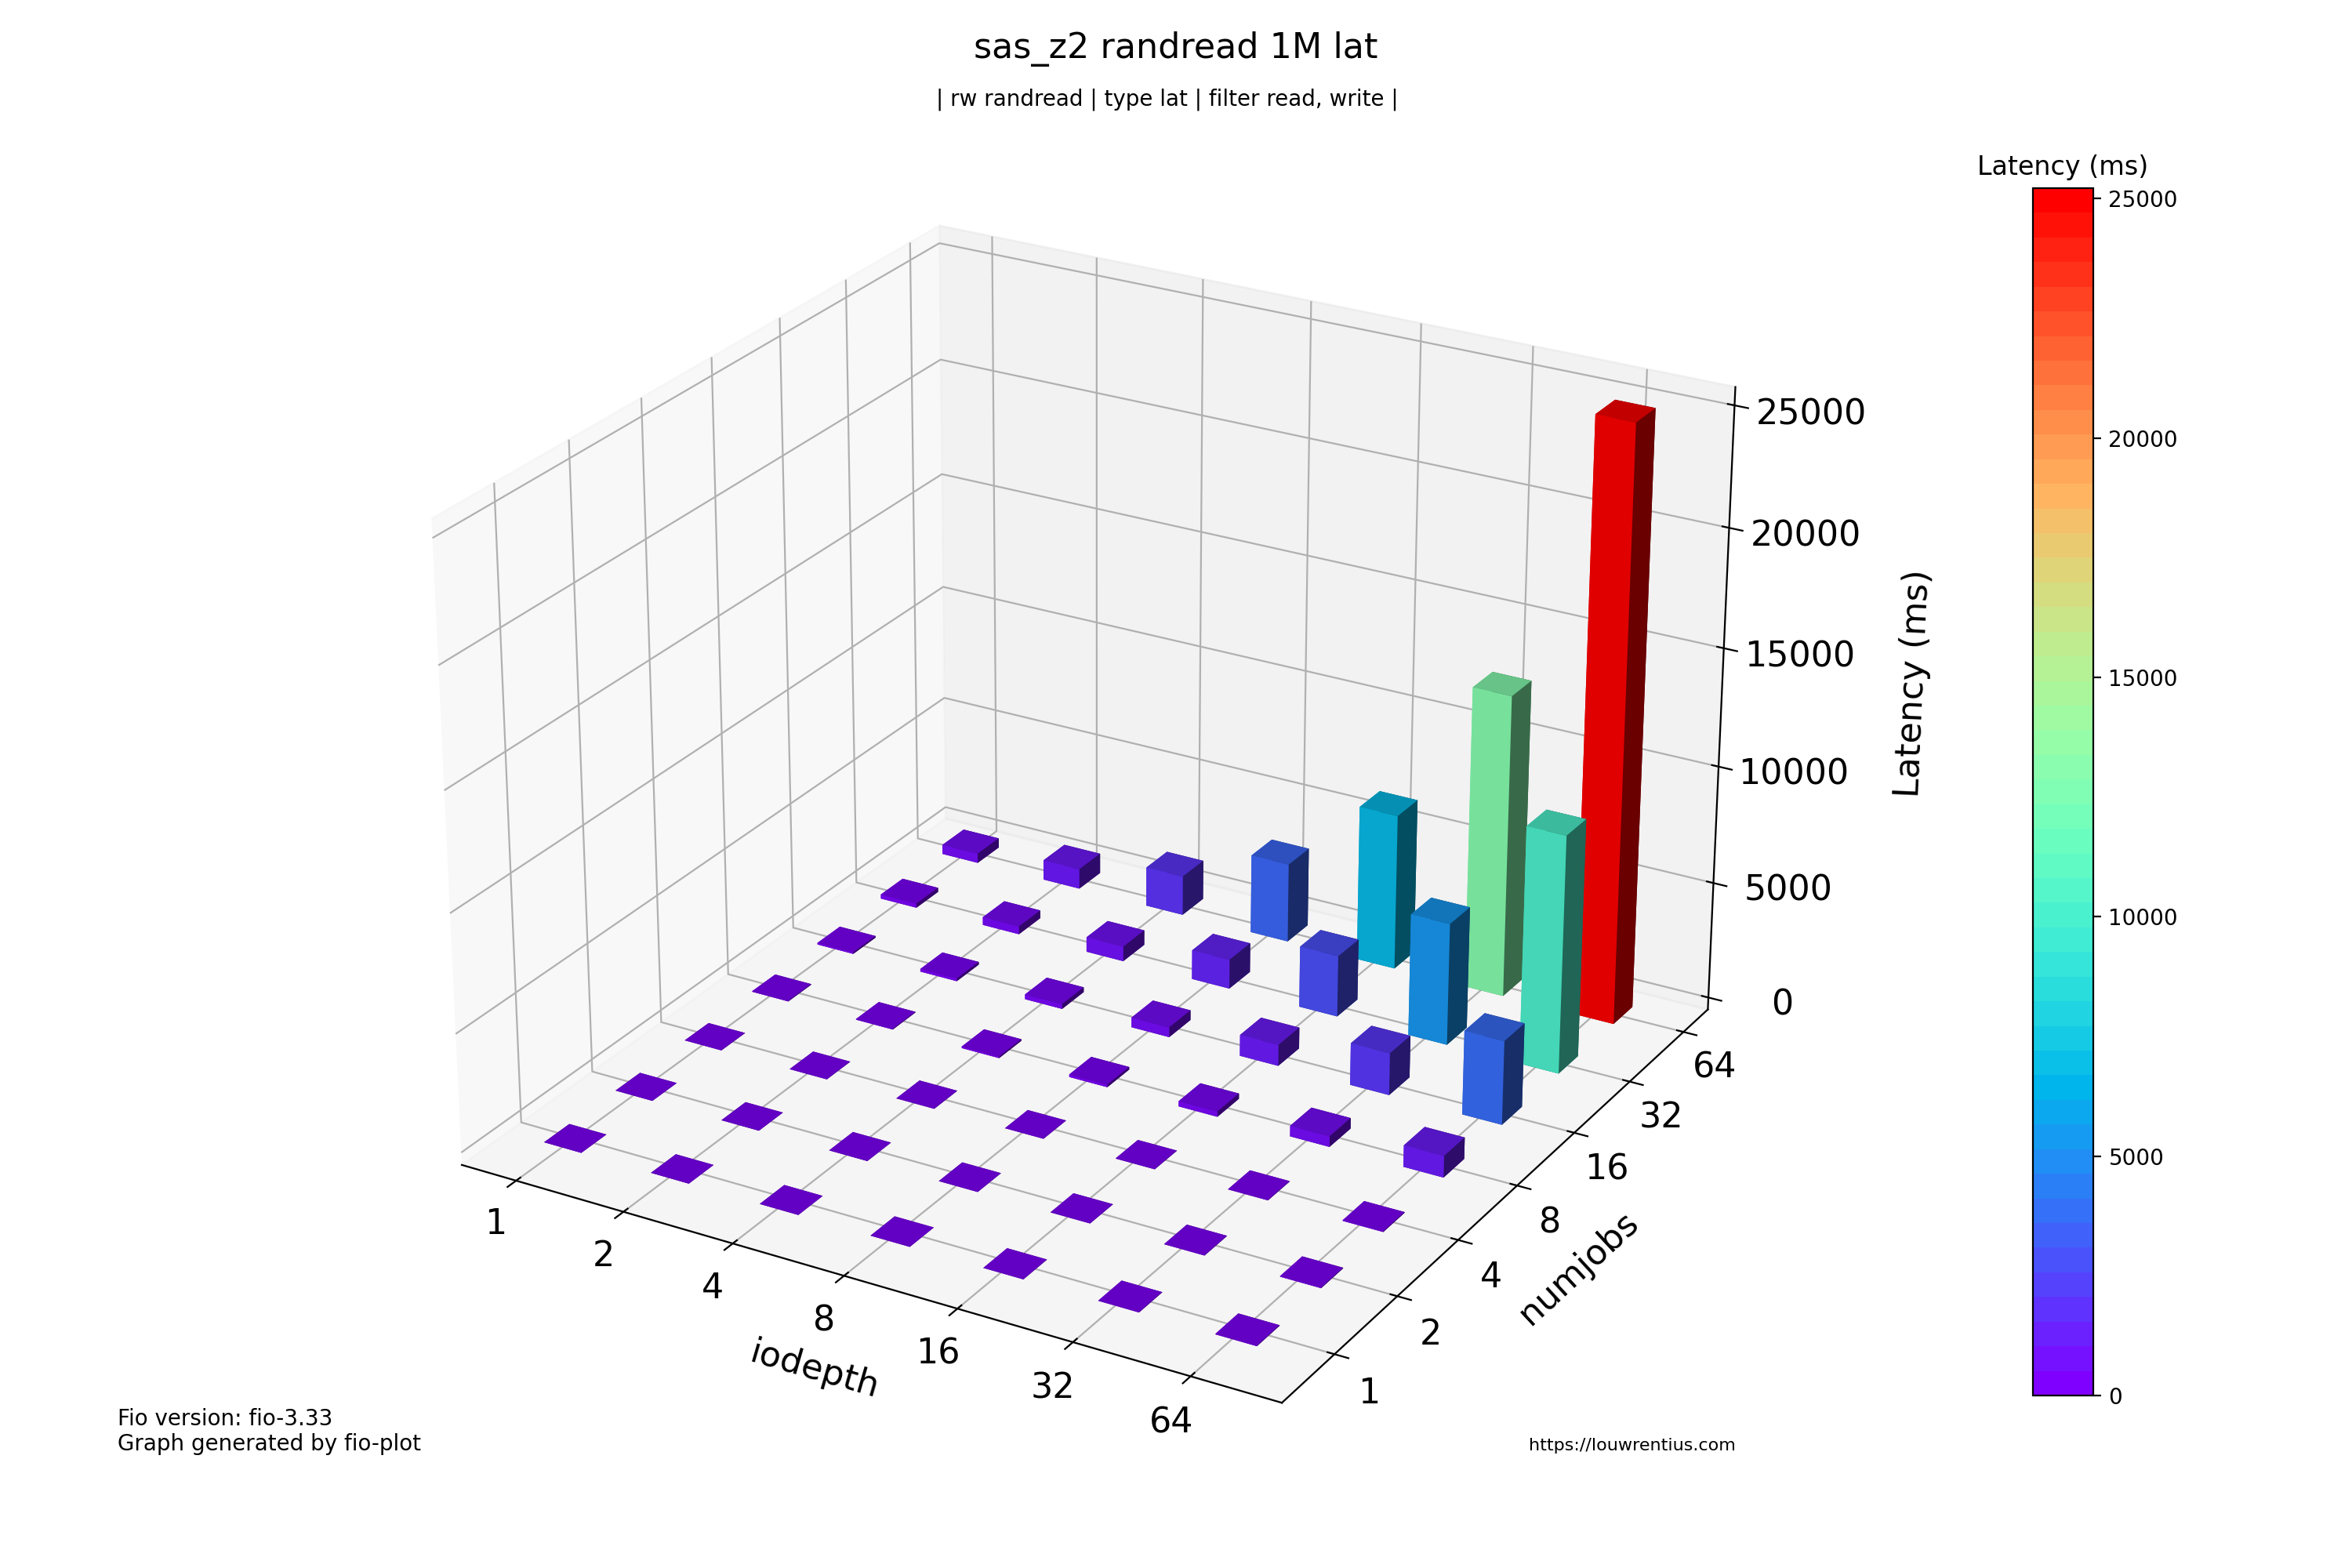 sas_z2 randread 1M lat
| rw randread | type lat | filter read, write |
Latency (ms)
25000
20000
15000
10000
5000
0
25000
20000
15000
10000
5000
0
Latency (ms)
64
32
16
8
4
2
1
numjobs
1
2
4
8
16
32
64
iodepth
Fio version: fio-3.33
Graph generated by fio-plot
https://louwrentius.com